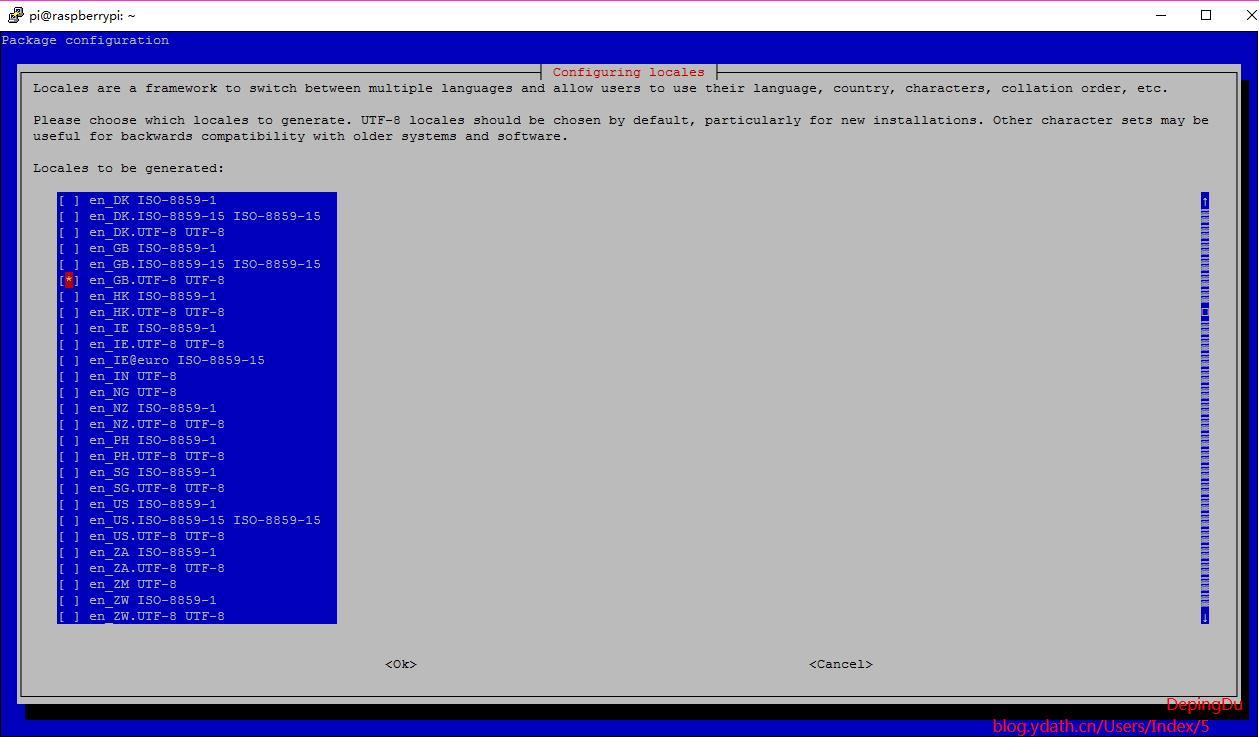 pi@raspberrypi: ~
Package configuration
Configuring locales
Locales are a framework to switch between multiple languages and allow users to use their language, country, characters, collation order, etc.
Please choose which locales to generate. UTF-8 locales should be chosen by default, particularly for new installations. Other character sets may be
useful for backwards compatibility with older systems and software.
Locales to be generated:
[ ] en_DK ISO-8859-1
[ ] en_DK.ISO-8859-15 ISO-8859-15
[ ] en_DK.UTF-8 UTF-8
[ ] en_GB ISO-8859-1
[ ] en_GB.ISO-8859-15 ISO-8859-15
[*] en_GB.UTF-8 UTF-8
[ ] en_HK ISO-8859-1
[ ] en_HK.UTF-8 UTF-8
[ ] en_IE ISO-8859-1
[ ] en_IE.UTF-8 UTF-8
[ ] en_IE@euro ISO-8859-15
[ ] en_IN UTF-8
[ ] en_NG UTF-8
[ ] en_NZ ISO-8859-1
[ ] en_NZ.UTF-8 UTF-8
[ ] en_PH ISO-8859-1
[ ] en_PH.UTF-8 UTF-8
[ ] en_SG ISO-8859-1
[ ] en_SG.UTF-8 UTF-8
[ ] en_US ISO-8859-1
[ ] en_US.ISO-8859-15 ISO-8859-15
[ ] en_US.UTF-8 UTF-8
[ ] en_ZA ISO-8859-1
[ ] en_ZA.UTF-8 UTF-8
[ ] en_ZM UTF-8
[ ] en_ZW ISO-8859-1
[ ] en_ZW.UTF-8 UTF-8
<Ok> <Cancel>
DepingDu
blog.ydath.cn/Users/Index/5